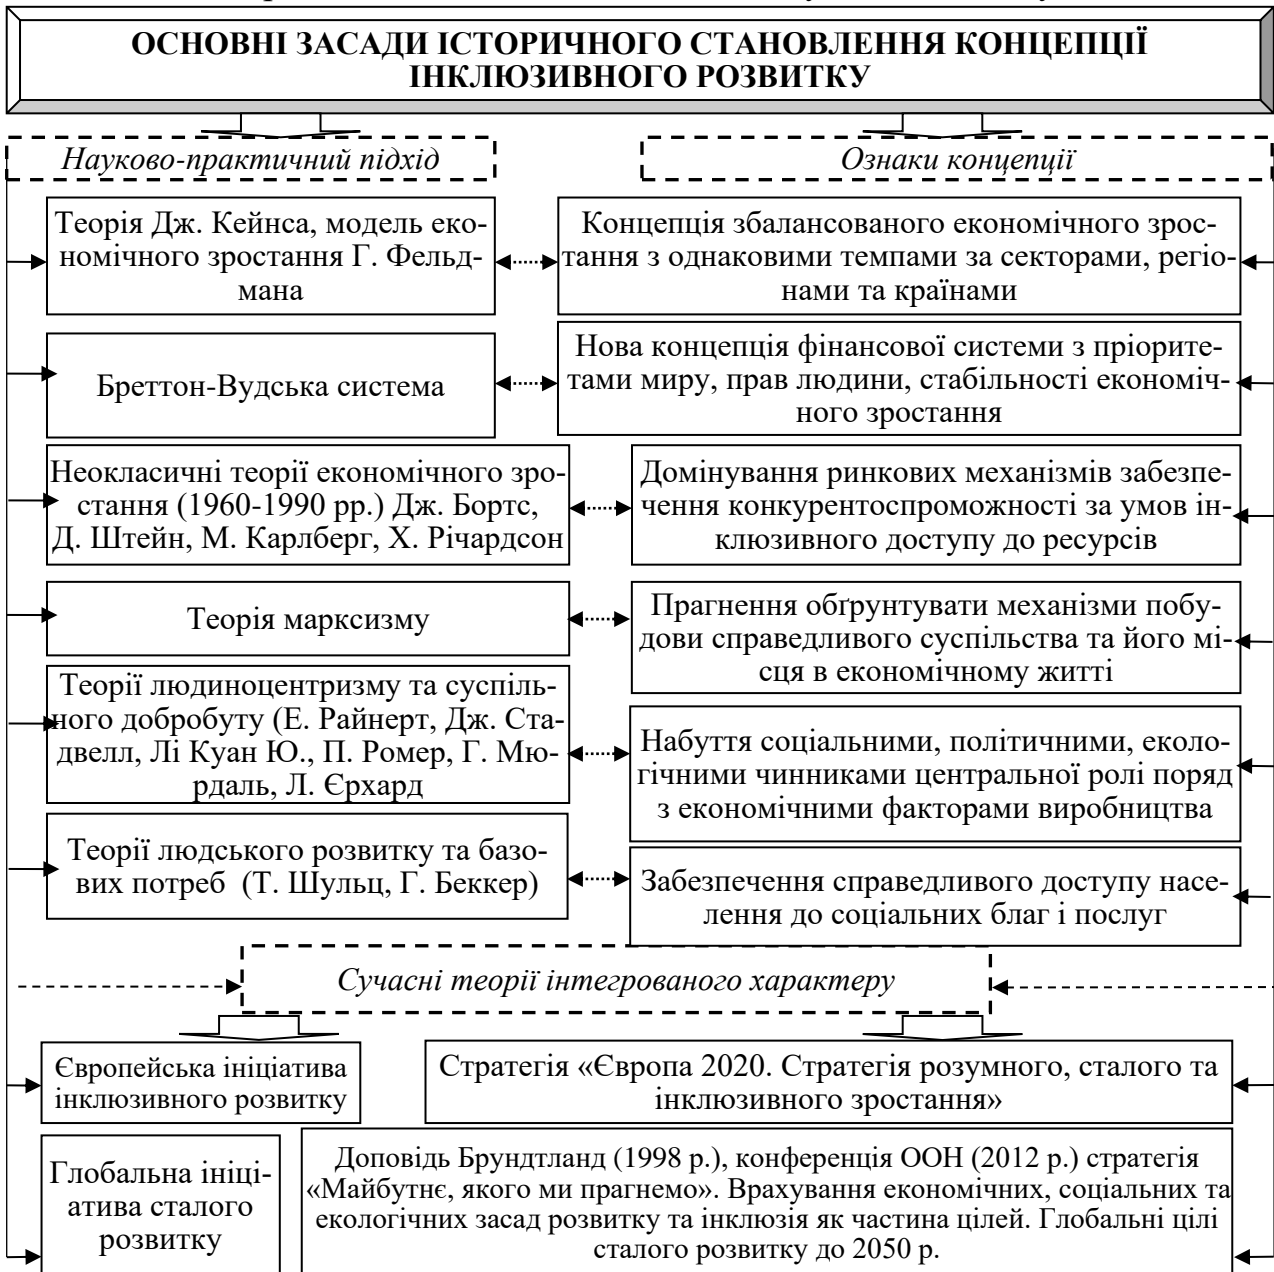 ОСНОВНІ ЗАСАДИ ІСТОРИЧНОГО СТАНОВЛЕННЯ КОНЦЕПЦІЇ
ІНКЛЮЗИВНОГО РОЗВИТКУ
Науково-практичний підхід
Ознаки концепції
Теорія Дж. Кейнса, модель еко-
номічного зростання Г. Фельд-
мана
Концепція збалансованого економічного зрос-
тання з однаковими темпами за секторами, регі-
онами та країнами
Бреттон-Вудська система
Нова концепція фінансової системи з пріорите-
тами миру, прав людини, стабільності економіч-
ного зростання
Неокласичні теорії економічного зро-
стання (1960-1990 рр.) Дж. Бортс,
Д. Штейн, М. Карлберг, Х. Річардсон
Домінування ринкових механізмів забезпе-
чення конкурентоспроможності за умов ін-
клюзивного доступу до ресурсів
Теорія марксизму
Прагнення обґрунтувати механізми побу-
дови справедливого суспільства та його мі-
сця в економічному житті
Теорії людиноцентризму та суспіль-
ного добробуту (Е. Райнерт, Дж. Ста-
двелл, Лі Куан Ю., П. Ромер, Г. Мю-
рдаль, Л. Єрхард
Набуття соціальними, політичними, еколо-
гічними чинниками центральної ролі поряд
з економічними факторами виробництва
Теорії людського розвитку та базо-
вих потреб (Т. Шульц, Г. Беккер)
Забезпечення справедливого доступу насе-
лення до соціальних благ і послуг
Сучасні теорії інтегрованого характеру
Європейська ініціатива
інклюзивного розвитку
Стратегія «Європа 2020. Стратегія розумного, сталого та
інклюзивного зростання»
Глобальна ініці-
атива сталого
розвитку
Доповідь Брундтланд (1998 р.), конференція ООН (2012 р.) стратегія
«Майбутнє, якого ми прагнемо». Врахування економічних, соціальних та
екологічних засад розвитку та інклюзія як частина цілей. Глобальні цілі
сталого розвитку до 2050 р.